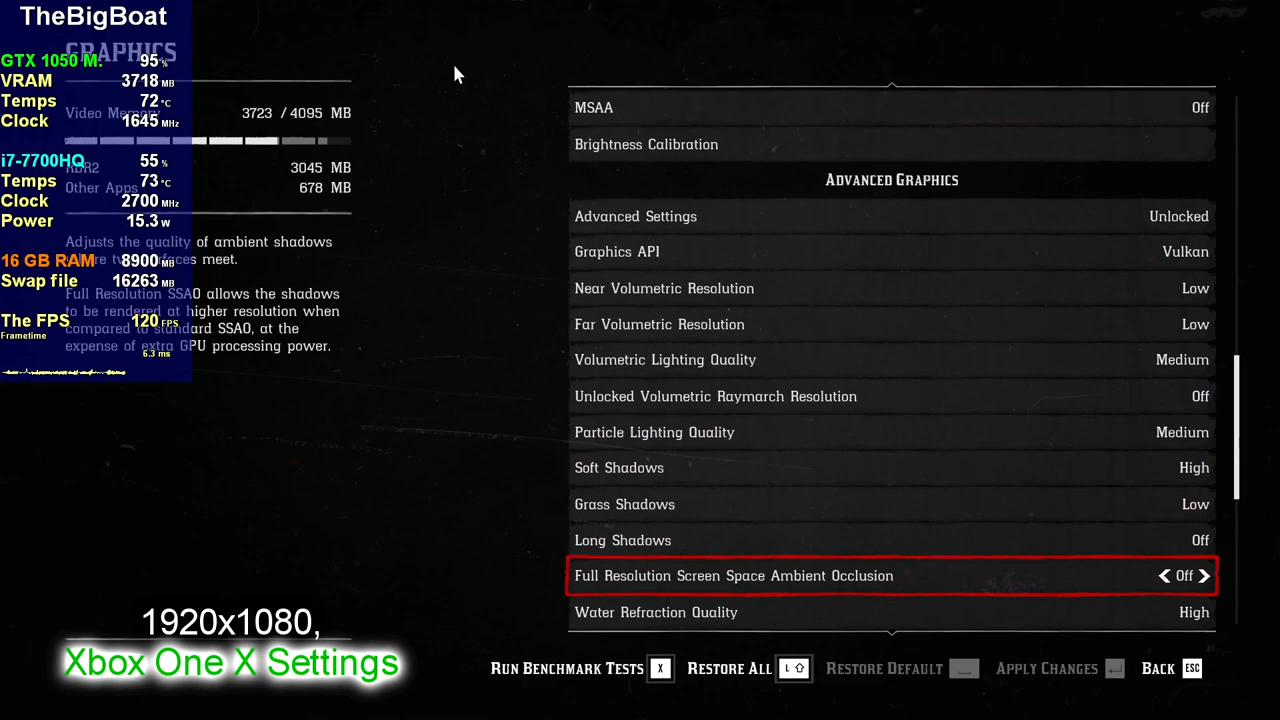 TheBigBoat
GRAPHICS
GTX 1050 M: 95 %
VRAM 3718 MB
Temps 72 °C
Clock 1645 MHz
i7-7700HQ 55 %
Temps 73 °C
Clock 2700 MHz
Power 15.3 W
16 GB RAM 8900 MB
Swap file 16263 MB
The FPS 120 FPS
Frametime
6.3 ms
Video Memory 3723 / 4095 MB
RDR2 3045 MB
Other Apps 678 MB
Adjusts the quality of ambient shadows
where two surfaces meet.
Full Resolution SSAO allows the shadows
to be rendered at higher resolution when
compared to standard SSAO, at the
expense of extra GPU processing power.
MSAA Off
Brightness Calibration
ADVANCED GRAPHICS
Advanced Settings Unlocked
Graphics API Vulkan
Near Volumetric Resolution Low
Far Volumetric Resolution Low
Volumetric Lighting Quality Medium
Unlocked Volumetric Raymarch Resolution Off
Particle Lighting Quality Medium
Soft Shadows High
Grass Shadows Low
Long Shadows Off
Full Resolution Screen Space Ambient Occlusion Off
Water Refraction Quality High
1920x1080,
Xbox One X Settings
RUN BENCHMARK TESTS X RESTORE ALL L⇧ RESTORE DEFAULT APPLY CHANGES BACK ESC